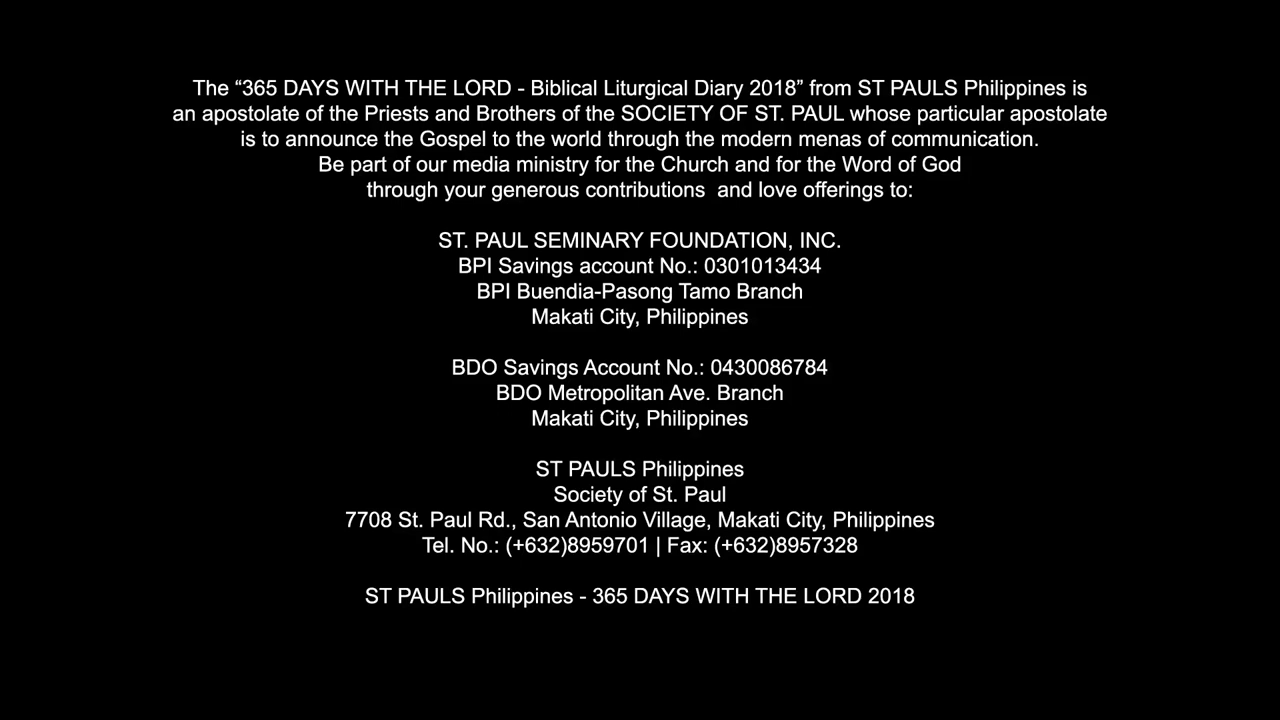 The “365 DAYS WITH THE LORD - Biblical Liturgical Diary 2018” from ST PAULS Philippines is
an apostolate of the Priests and Brothers of the SOCIETY OF ST. PAUL whose particular apostolate
is to announce the Gospel to the world through the modern menas of communication.
Be part of our media ministry for the Church and for the Word of God
through your generous contributions  and love offerings to:
ST. PAUL SEMINARY FOUNDATION, INC.
BPI Savings account No.: 0301013434
BPI Buendia-Pasong Tamo Branch
Makati City, Philippines
BDO Savings Account No.: 0430086784
BDO Metropolitan Ave. Branch
Makati City, Philippines
ST PAULS Philippines
Society of St. Paul
7708 St. Paul Rd., San Antonio Village, Makati City, Philippines
Tel. No.: (+632)8959701 | Fax: (+632)8957328
ST PAULS Philippines - 365 DAYS WITH THE LORD 2018